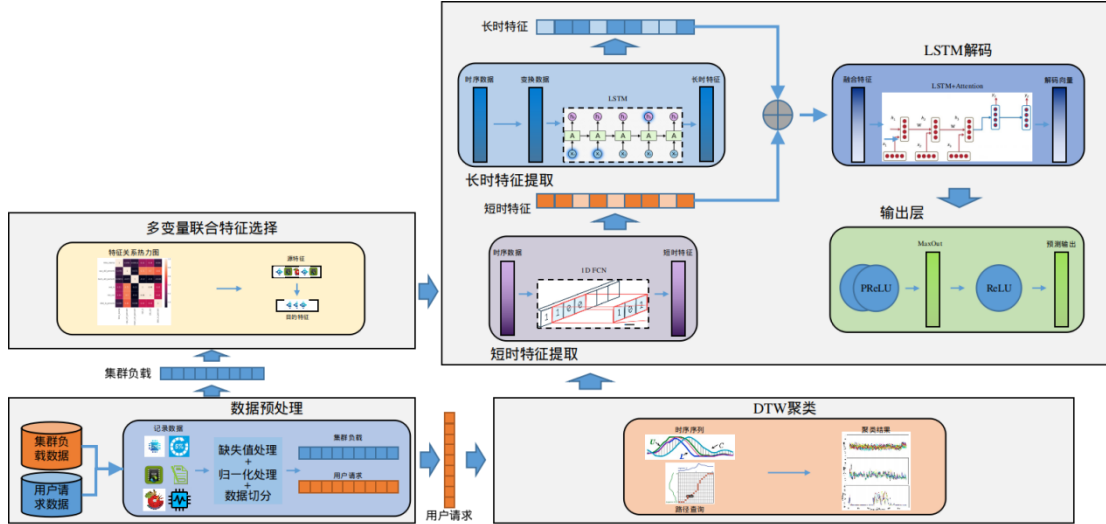 长时特征
LSTM解码
时序数据
变换数据
长时特征
LSTM
A
A
A
A
A
长时特征提取
融合特征
解码向量
LSTM+Attention
短时特征
输出层
时序数据
短时特征
1D FCN
短时特征提取
MaxOut
预测输出
PReLU
ReLU
多变量联合特征选择
特征关系热力图
源特征
目的特征
集群负载
数据预处理
集群负
载数据
用户请
求数据
记录数据
缺失值处理
+
归一化处理
+
数据切分
集群负载
用户请求
用户请求
DTW聚类
时序序列
路径查询
聚类结果